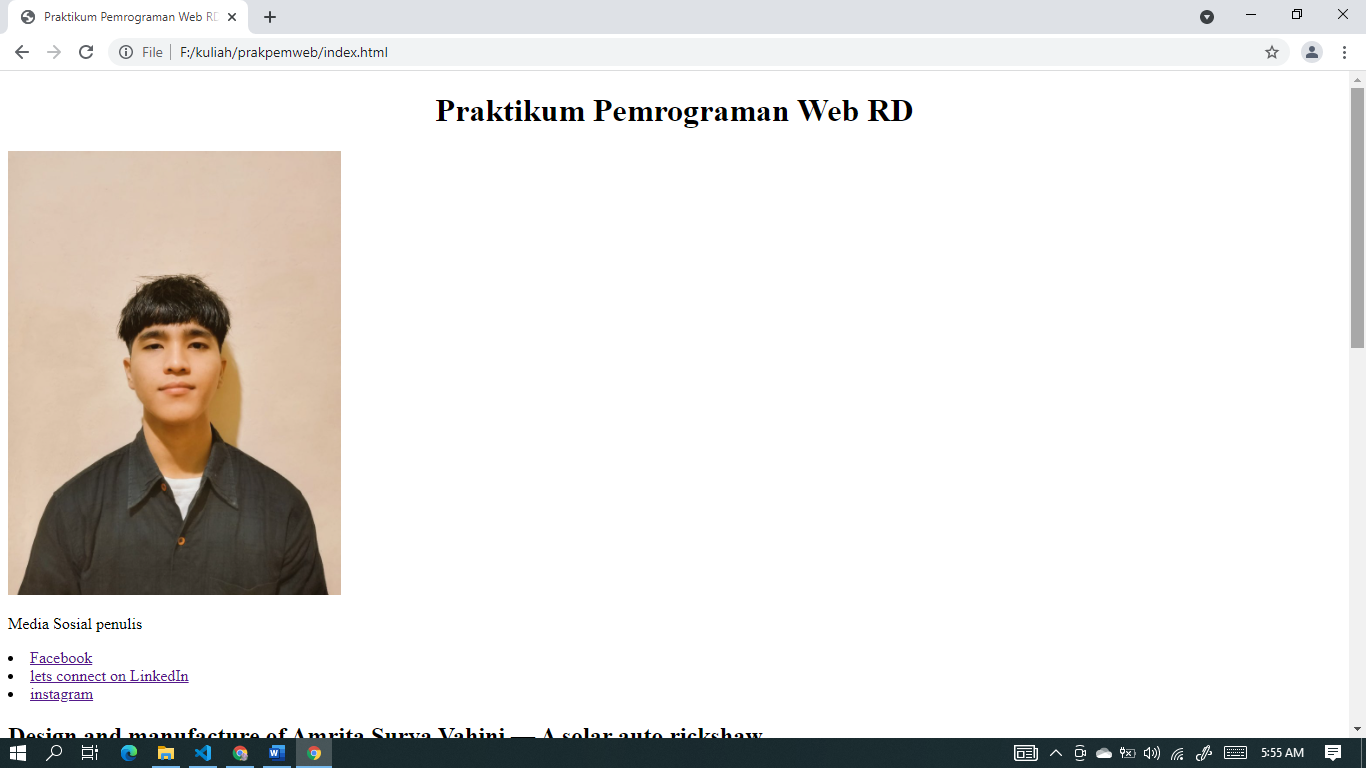 Praktikum Pemrograman Web RD
File F:/kuliah/prakpemweb/index.html
Praktikum Pemrograman Web RD
Media Sosial penulis
Facebook
lets connect on LinkedIn
instagram
Design and manufacture of Amrita Surya Vahini — A solar auto rickshaw
5:55 AM